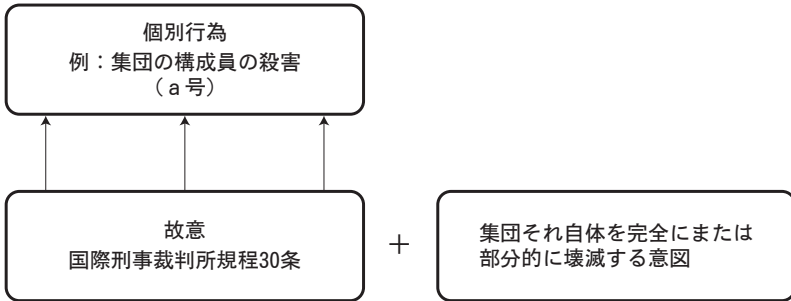 個別行為
例：集団の構成員の殺害
（a号）
故意
国際刑事裁判所規程30条
＋
集団それ自体を完全にまたは
部分的に壊滅する意図